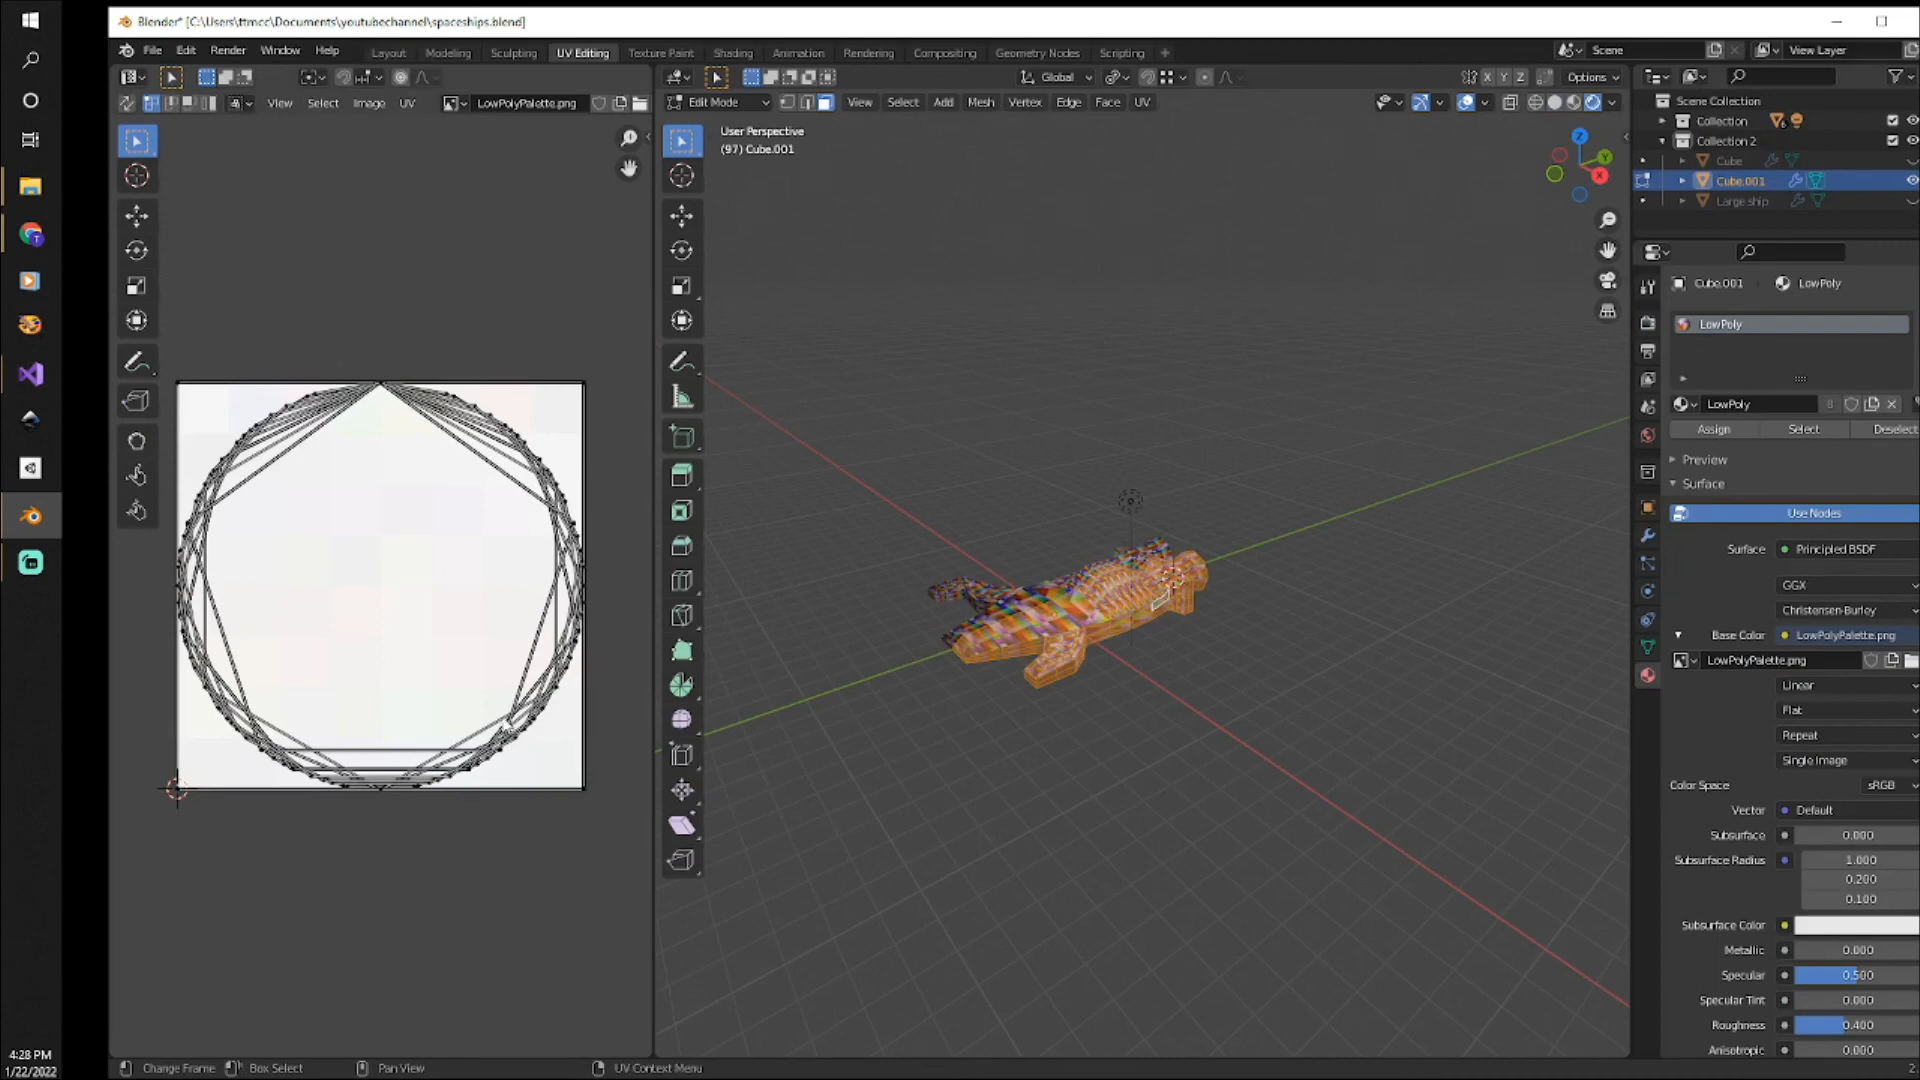 Blender* [C:\Users\ttmcc\Documents\youtubechannel\spaceships.blend]
File Edit Render Window Help Layout Modeling Sculpting UV Editing Texture Paint Shading Animation Rendering Compositing Geometry Nodes Scripting + Scene View Layer
Global X Y Z Options
View Select Image UV LowPolyPalette.png Edit Mode View Select Add Mesh Vertex Edge Face UV
Scene Collection
Collection 6
Collection 2
Cube
Cube.001
Large ship
User Perspective
(97) Cube.001
Z
Y
X
Cube.001 LowPoly
LowPoly
LowPoly 8
Assign Select Deselect
Preview
Surface
Use Nodes
Surface Principled BSDF
GGX
Christensen-Burley
Base Color LowPolyPalette.png
LowPolyPalette.png
Linear
Flat
Repeat
Single Image
Color Space sRGB
Vector Default
Subsurface 0.000
Subsurface Radius 1.000
0.200
0.100
Subsurface Color
Metallic 0.000
Specular 0.500
Specular Tint 0.000
Roughness 0.400
Anisotropic 0.000
4:28 PM
1/22/2022
Change Frame Box Select Pan View UV Context Menu 2.